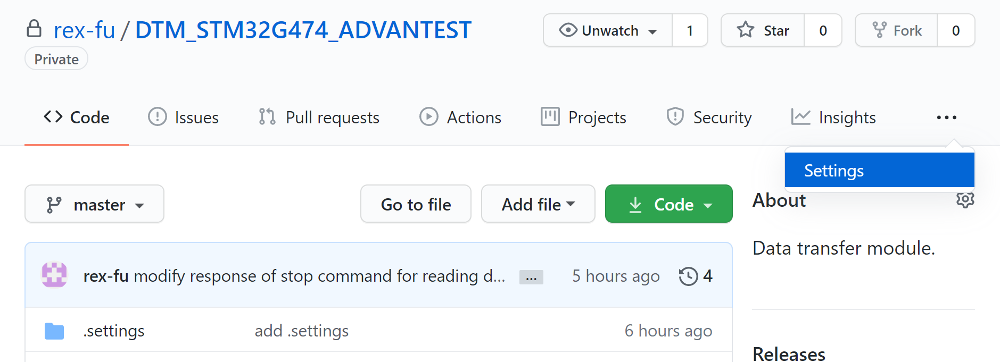 rex-fu / DTM_STM32G474_ADVANTEST
Unwatch 1 Star 0 Fork 0
Private
Code Issues Pull requests Actions Projects Security Insights ...
Settings
master Go to file Add file Code
About
Data transfer module.
rex-fu modify response of stop command for reading d... ... 5 hours ago 4
.settings add .settings 6 hours ago
Releases